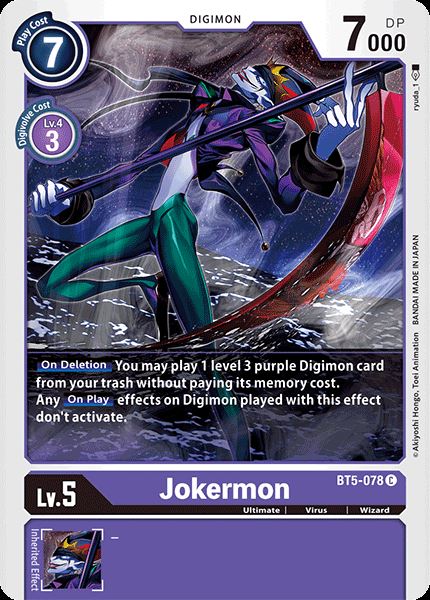 Play Cost
7
DIGIMON
7000
DP
Digivolve Cost
Lv.4
3
ryuda_1
On Deletion You may play 1 level 3 purple Digimon card
from your trash without paying its memory cost.
Any On Play effects on Digimon played with this effect
don't activate.
©Akiyoshi Hongo, Toei Animation BANDAI MADE IN JAPAN
Lv.5
Jokermon
BT5-078 C
Ultimate | Virus | Wizard
Inherited Effect
–